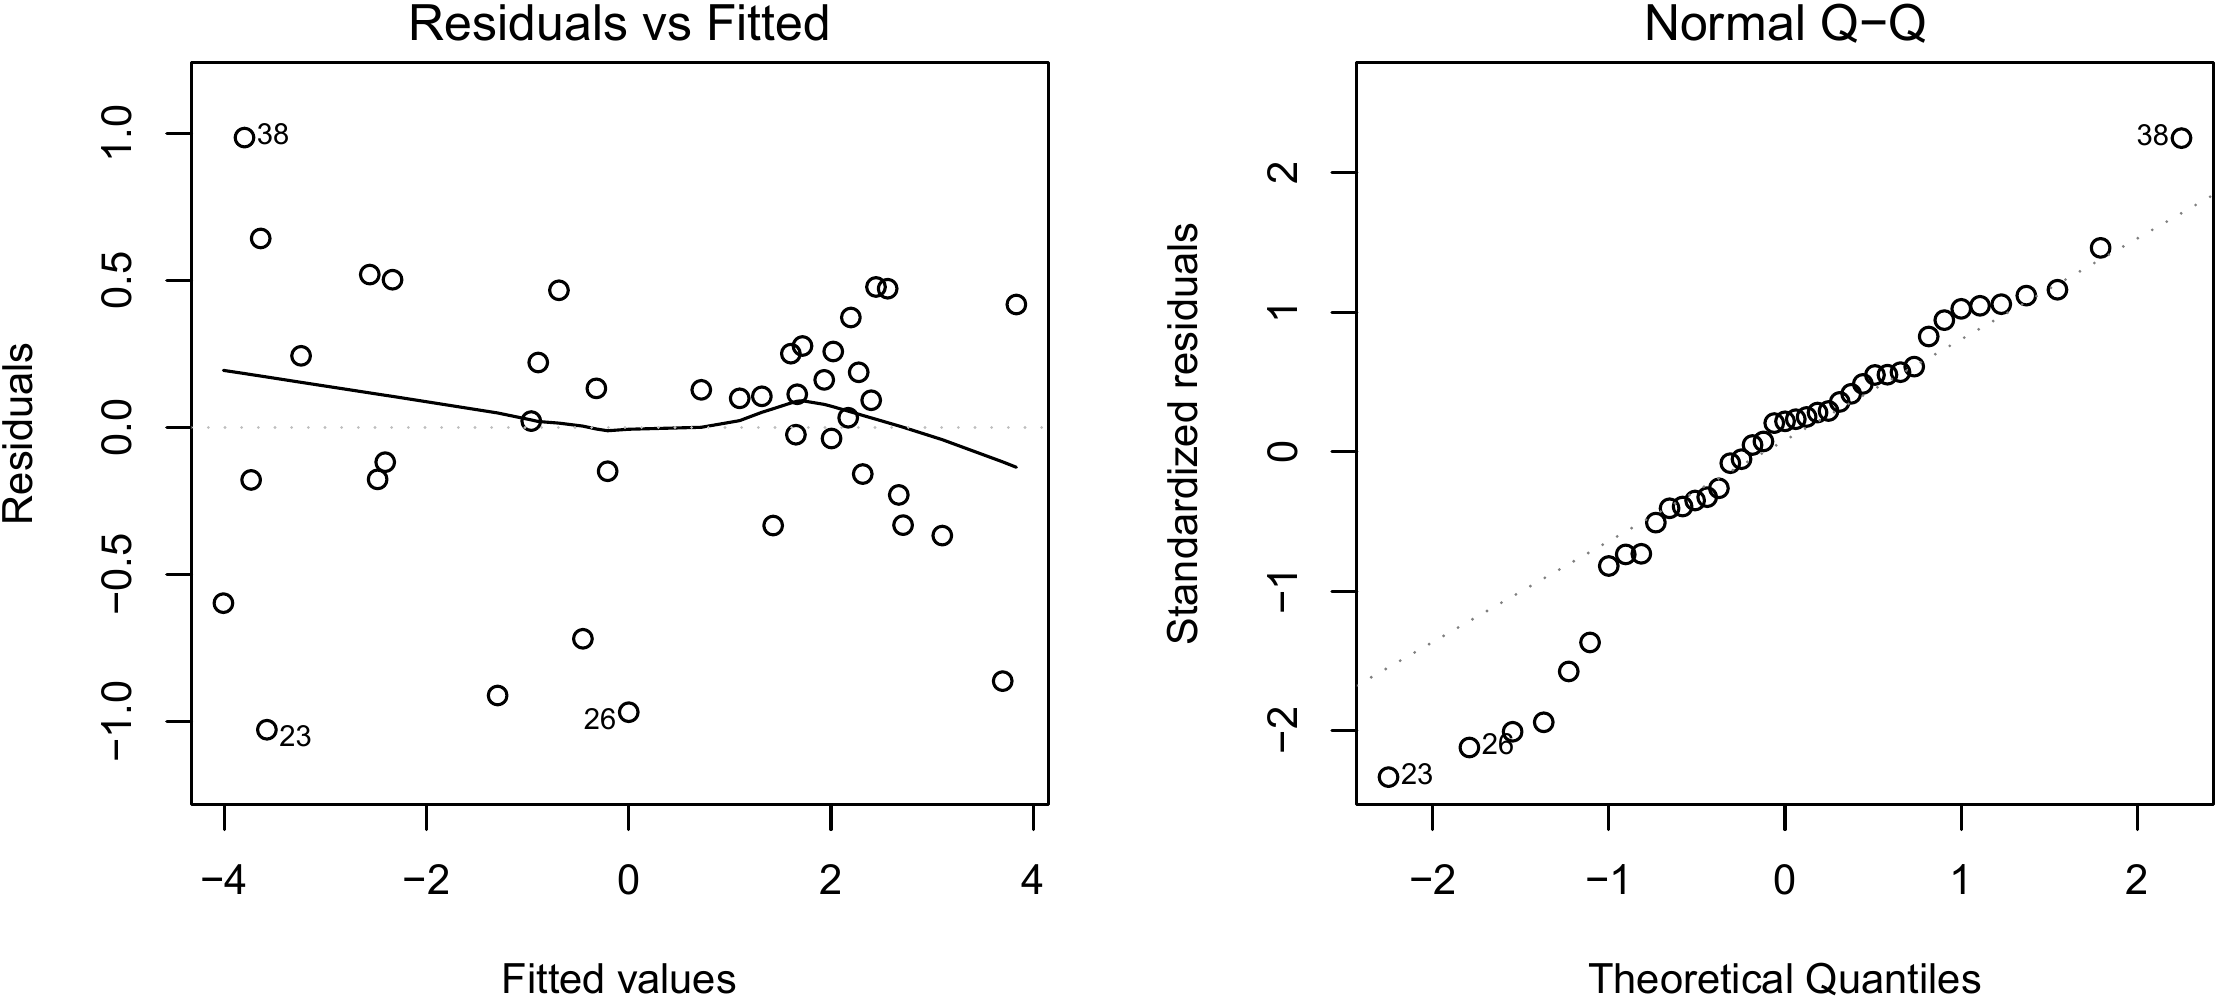 Residuals vs Fitted
Residuals
1.0
0.5
0.0
−0.5
−1.0
38
26
23
−4 −2 0 2 4
Fitted values
Normal Q−Q
Standardized residuals
2
1
0
−1
−2
38
26
23
−2 −1 0 1 2
Theoretical Quantiles